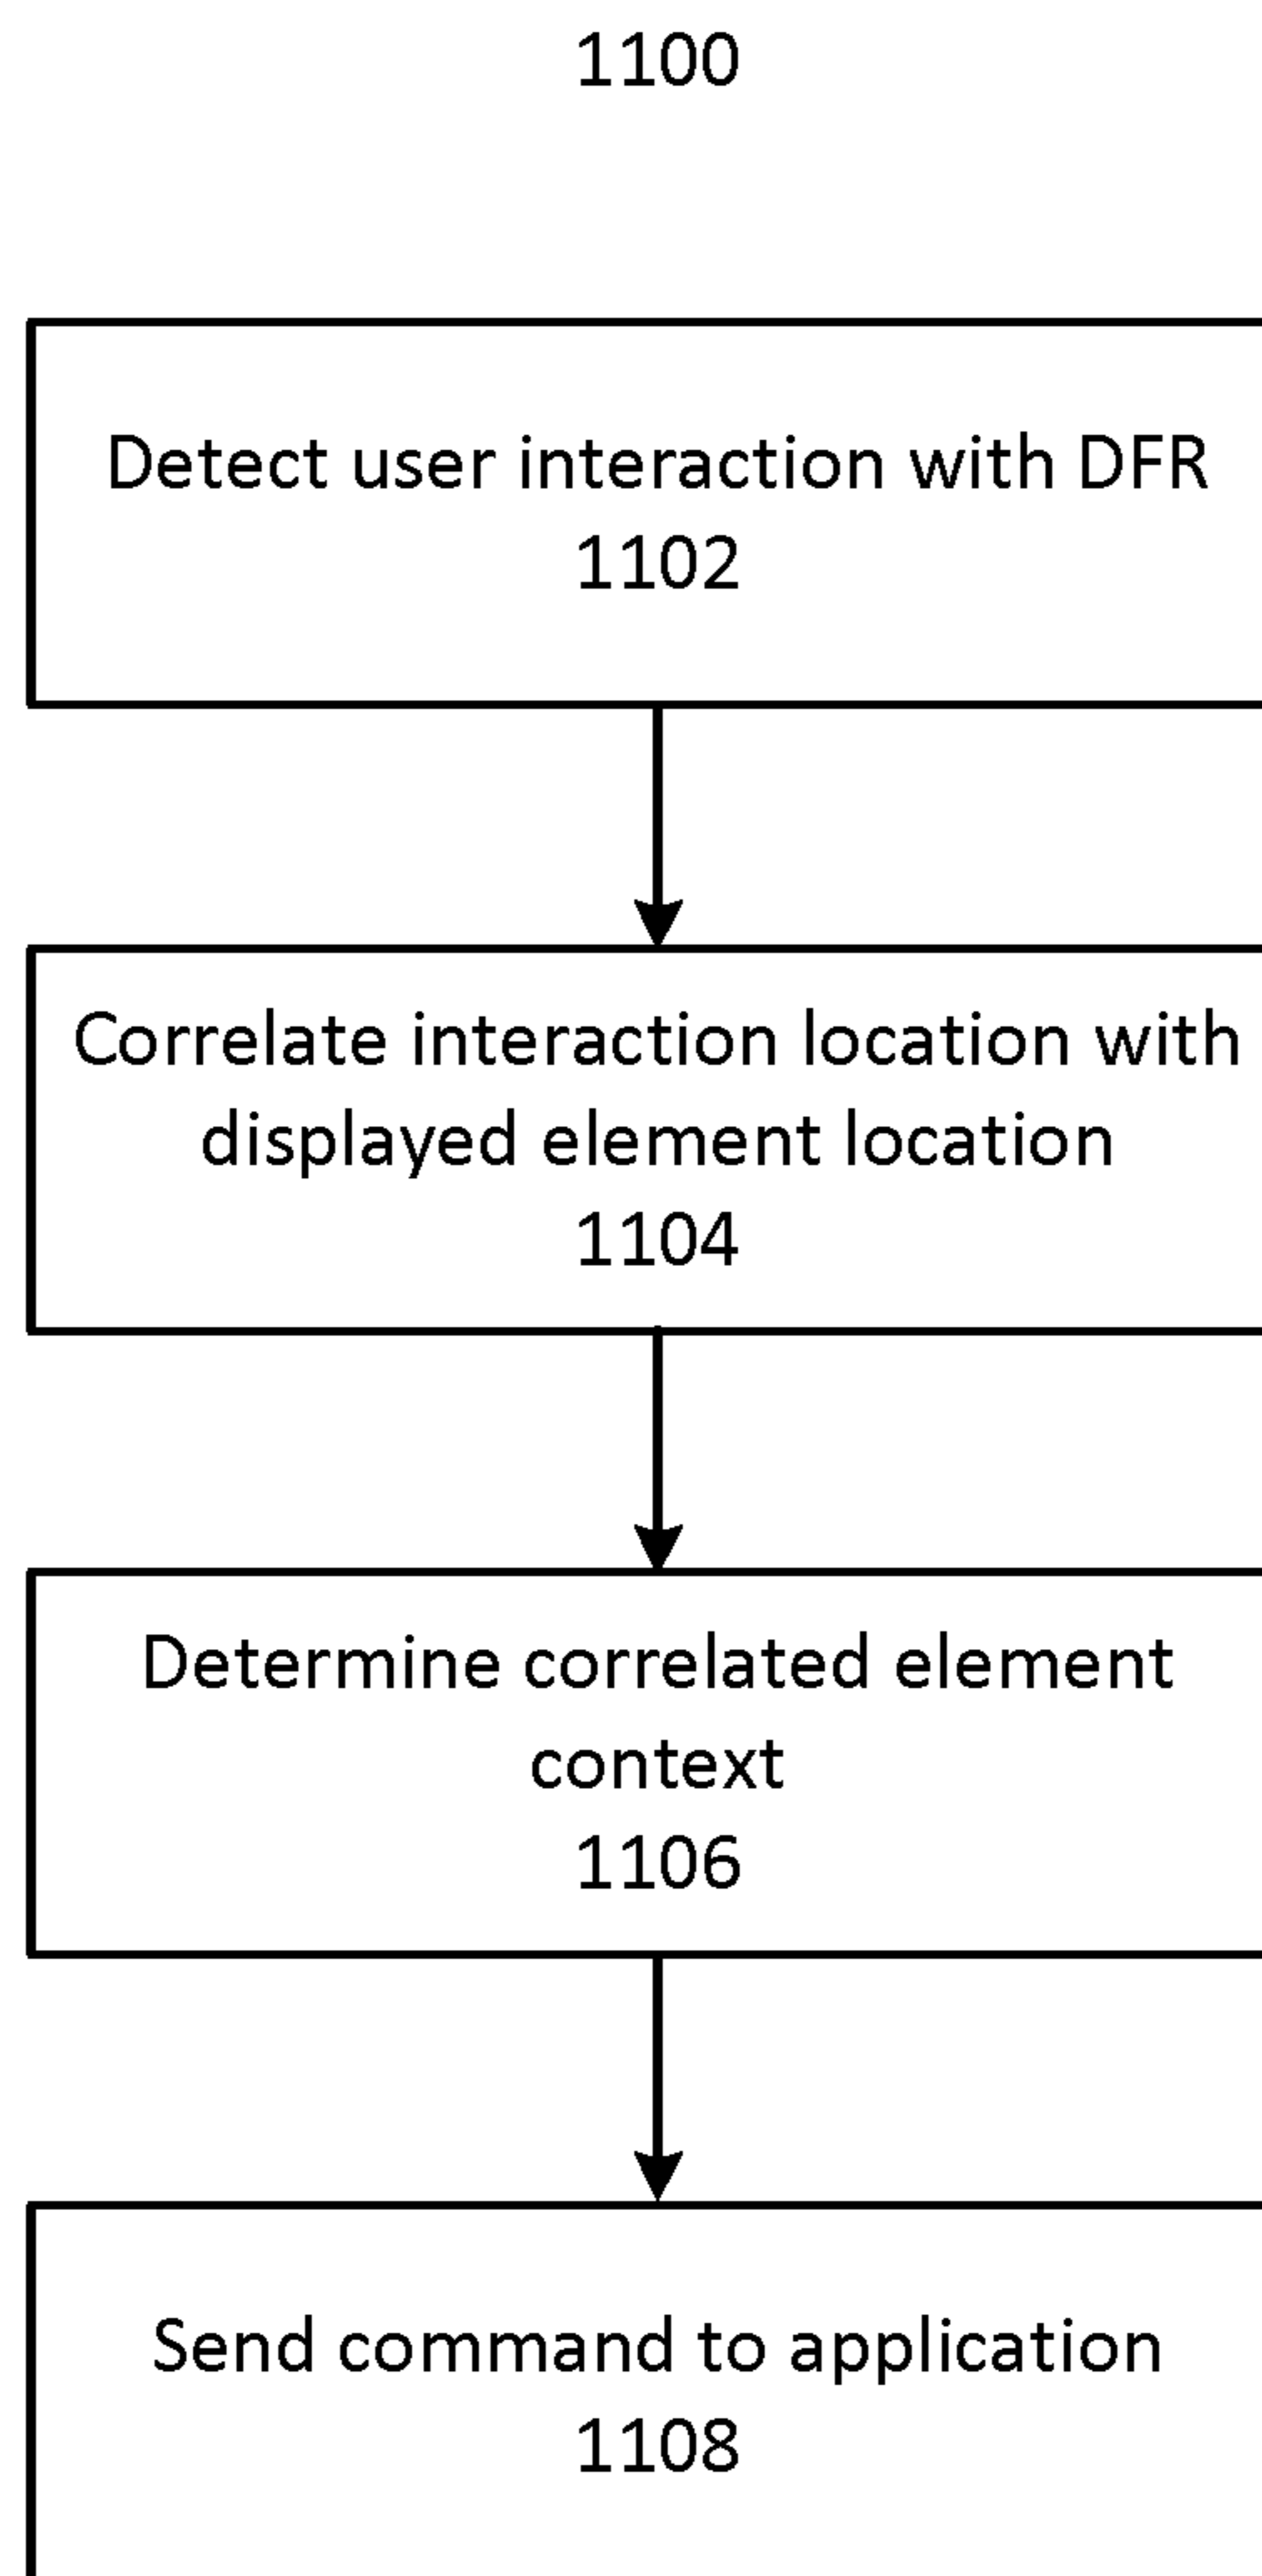 1100
Detect user interaction with DFR
1102
Correlate interaction location with
displayed element location
1104
Determine correlated element
context
1106
Send command to application
1108